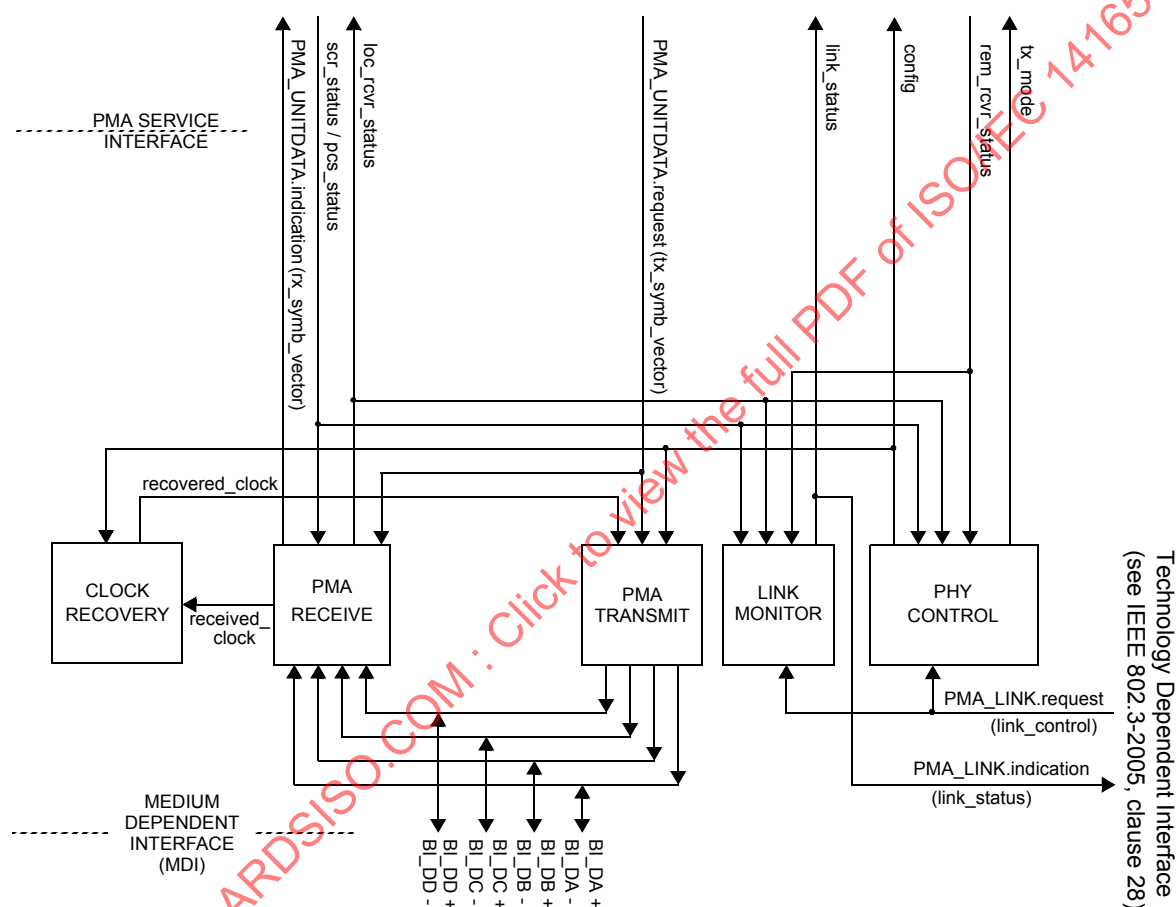 PMA_UNITDATA.indication (rx_symb_vector)
scr_status / pcs_status
loc_rcvr_status
PMA_UNITDATA.request (tx_symb_vector)
link_status
config
rem_rcvr_status
tx_mode
PMA SERVICE
INTERFACE
recovered_clock
CLOCK
RECOVERY
received_
clock
PMA
RECEIVE
PMA
TRANSMIT
LINK
MONITOR
PHY
CONTROL
PMA_LINK.request
(link_control)
PMA_LINK.indication
(link_status)
Technology Dependent Interface
(see IEEE 802.3-2005, clause 28)
MEDIUM
DEPENDENT
INTERFACE
(MDI)
BI_DD -
BI_DD +
BI_DC -
BI_DC +
BI_DB -
BI_DB +
BI_DA -
BI_DA +
ARDSISO.COM : Click to view the full PDF of ISO/IEC 14165